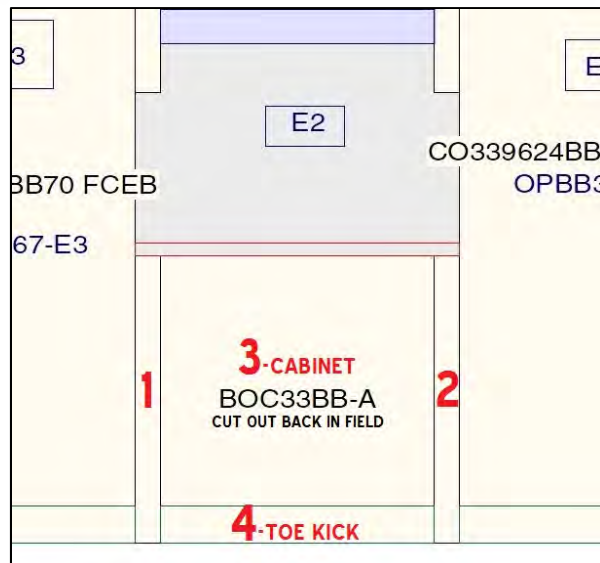 3
E
E2
CO339624BB
BB70 FCEB
OPBB3
67-E3
3-CABINET
1
BOC33BB-A
2
CUT OUT BACK IN FIELD
4-TOE KICK